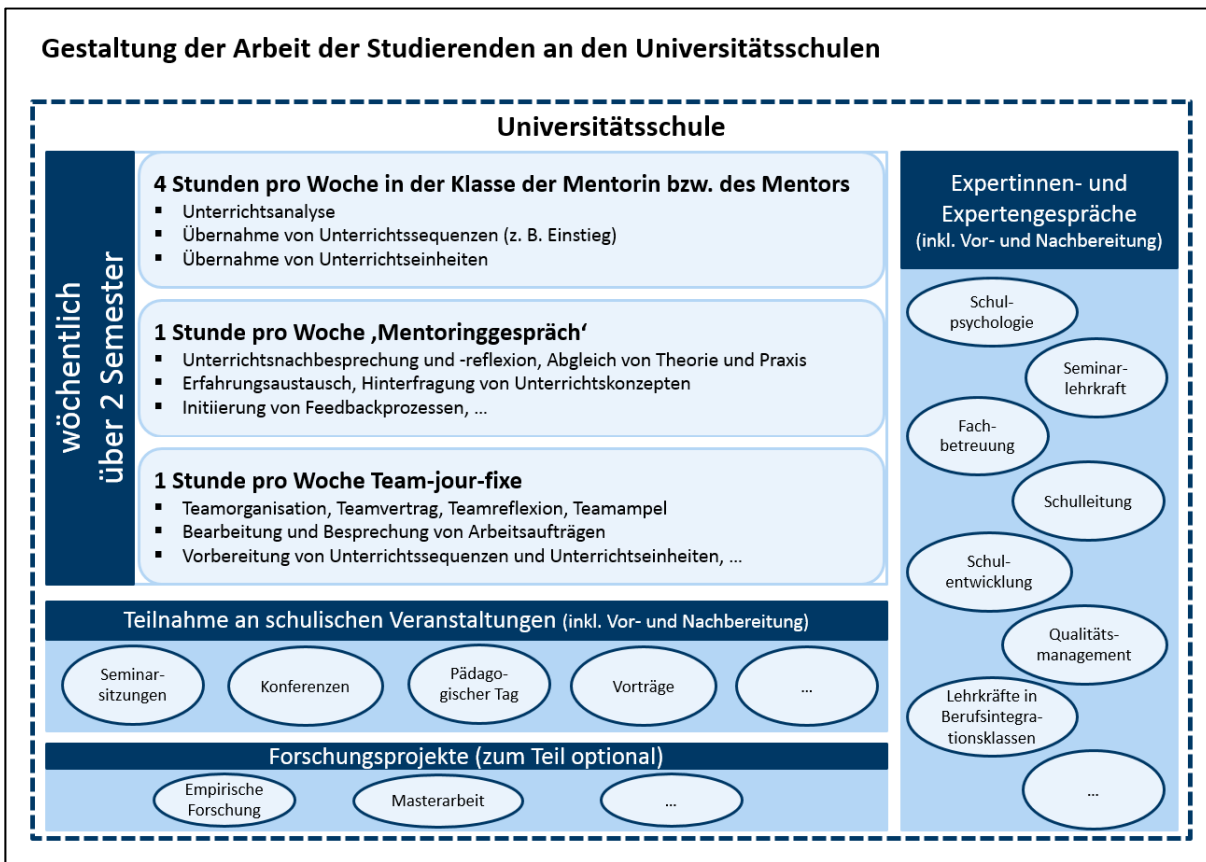 Gestaltung der Arbeit der Studierenden an den Universitätsschulen
Universitätsschule
wöchentlich
über 2 Semester
4 Stunden pro Woche in der Klasse der Mentorin bzw. des Mentors
▪ Unterrichtsanalyse
▪ Übernahme von Unterrichtssequenzen (z. B. Einstieg)
▪ Übernahme von Unterrichtseinheiten
1 Stunde pro Woche ‚Mentoringgespräch‘
▪ Unterrichtsnachbesprechung und -reflexion, Abgleich von Theorie und Praxis
▪ Erfahrungsaustausch, Hinterfragung von Unterrichtskonzepten
▪ Initiierung von Feedbackprozessen, ...
1 Stunde pro Woche Team-jour-fixe
▪ Teamorganisation, Teamvertrag, Teamreflexion, Teamampel
▪ Bearbeitung und Besprechung von Arbeitsaufträgen
▪ Vorbereitung von Unterrichtssequenzen und Unterrichtseinheiten, ...
Teilnahme an schulischen Veranstaltungen (inkl. Vor- und Nachbereitung)
Seminar-
sitzungen
Konferenzen
Pädago-
gischer Tag
Vorträge
...
Forschungsprojekte (zum Teil optional)
Empirische
Forschung
Masterarbeit
...
Expertinnen- und
Expertengespräche
(inkl. Vor- und Nachbereitung)
Schul-
psychologie
Seminar-
lehrkraft
Fach-
betreuung
Schulleitung
Schul-
entwicklung
Qualitäts-
management
Lehrkräfte in
Berufsintegra-
tionsklassen
...